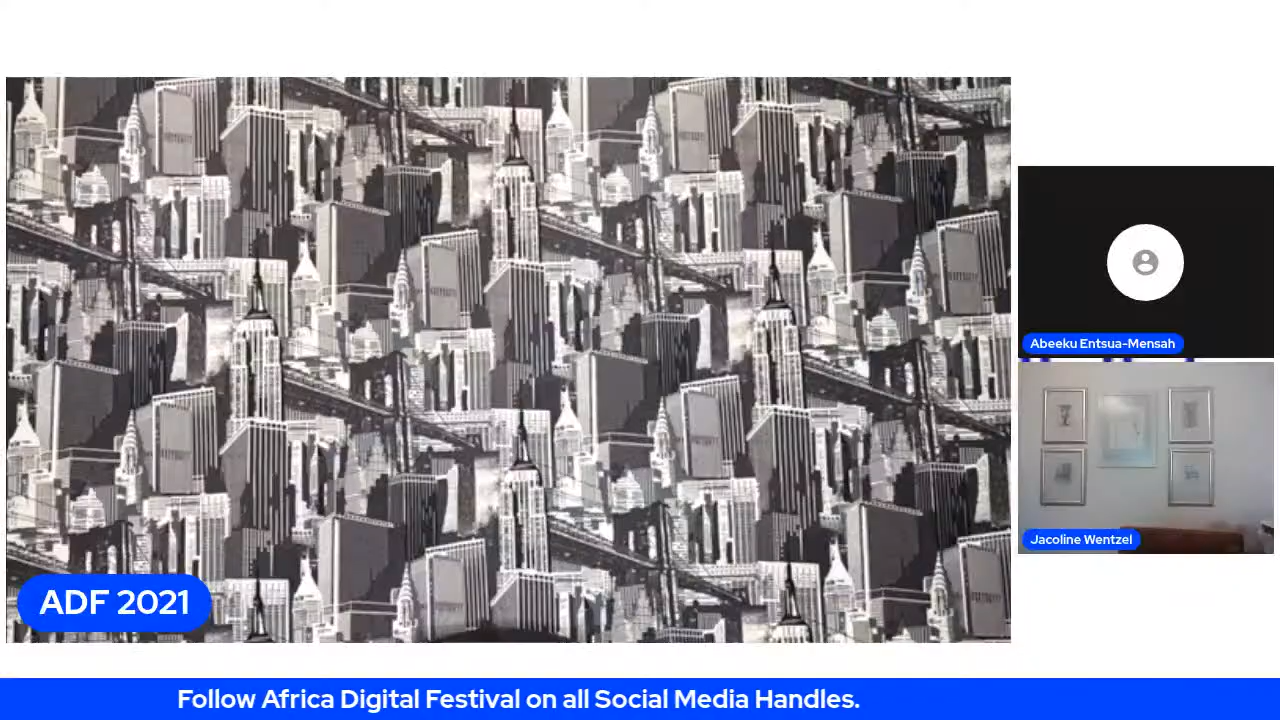 Abeeku Entsua-Mensah
Jacoline Wentzel
ADF 2021
Follow Africa Digital Festival on all Social Media Handles.